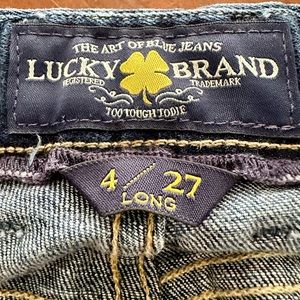 THE ART OF BLUE JEANS
LUCKY BRAND
REGISTERED TRADEMARK
TOO TOUGH TO DIE
4 / 27
LONG